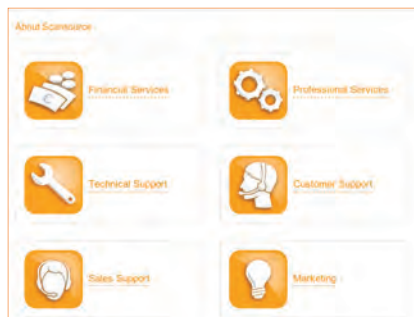 About Scansource
Financial Services
Professional Services
Technical Support
Customer Support
Sales Support
Marketing